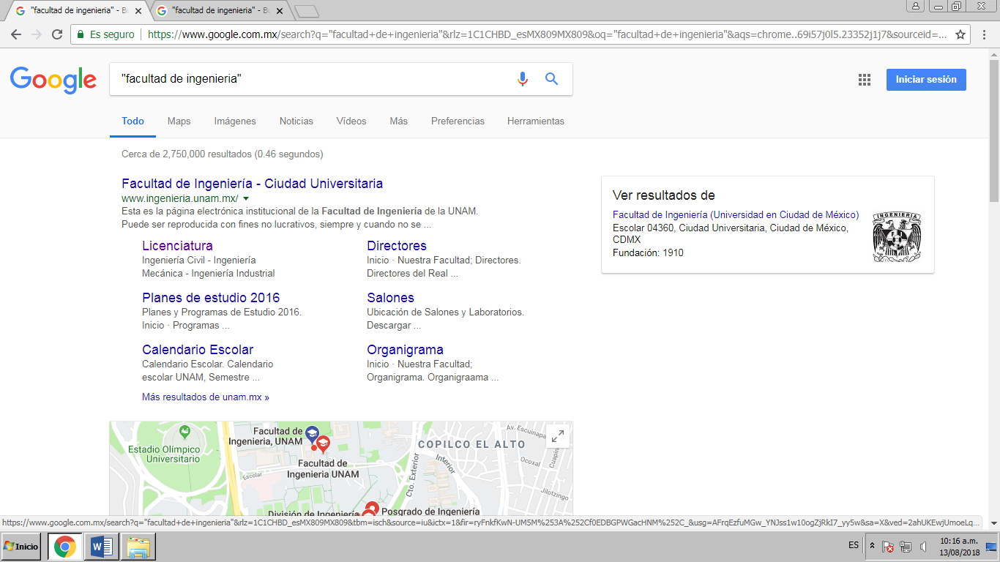 "facultad de ingenieria" - Bu
"facultad de ingenieria" - Bu
Es seguro
https://www.google.com.mx/search?q="facultad+de+ingenieria"&rlz=1C1CHBD_esMX809MX809&oq="facultad+de+ingenieria"&aqs=chrome..69i57j0l5.23352j1j7&sourceid=...
Google
"facultad de ingenieria"
Iniciar sesión
Todo Maps Imágenes Noticias Vídeos Más Preferencias Herramientas
Cerca de 2,750,000 resultados (0.46 segundos)
Facultad de Ingeniería - Ciudad Universitaria
www.ingenieria.unam.mx/
Esta es la página electrónica institucional de la Facultad de Ingeniería de la UNAM.
Puede ser reproducida con fines no lucrativos, siempre y cuando no se ...
Licenciatura
Ingeniería Civil - Ingeniería
Mecánica - Ingeniería Industrial
Directores
Inicio · Nuestra Facultad; Directores.
Directores del Real ...
Planes de estudio 2016
Planes y Programas de Estudio 2016.
Inicio · Programas ...
Salones
Ubicación de Salones y Laboratorios.
Descargar ...
Calendario Escolar
Calendario Escolar. Calendario
escolar UNAM, Semestre ...
Organigrama
Inicio · Nuestra Facultad;
Organigrama. Organigraama ...
Más resultados de unam.mx »
Ver resultados de
Facultad de Ingeniería (Universidad en Ciudad de México)
Escolar 04360, Ciudad Universitaria, Ciudad de México,
CDMX
Fundación: 1910
INGENIERIA
Estadio Olímpico
Universitario
Facultad de
Ingenieria, UNAM
Facultad de
Ingenieria UNAM
Escolar
COPILCO EL ALTO
Av. Escuinapa
Ocoxal
Cuapin
Jilotzingo
Interior
Cto. Exterior
División de Ingeniería
Posgrado de Ingeniería
https://www.google.com.mx/search?q="facultad+de+ingenieria"&rlz=1C1CHBD_esMX809MX809&tbm=isch&source=iu&ictx=1&fir=ryFnkfKwN-UM5M%253A%252Cf0EDBGPWGacHNM%252C_&usg=AFrqEzfuMGw_YNJss1w10ogZjRkI7_yy5w&sa=X&ved=2ahUKEwjUmoeLq...
Inicio
ES
10:16 a.m.
13/08/2018